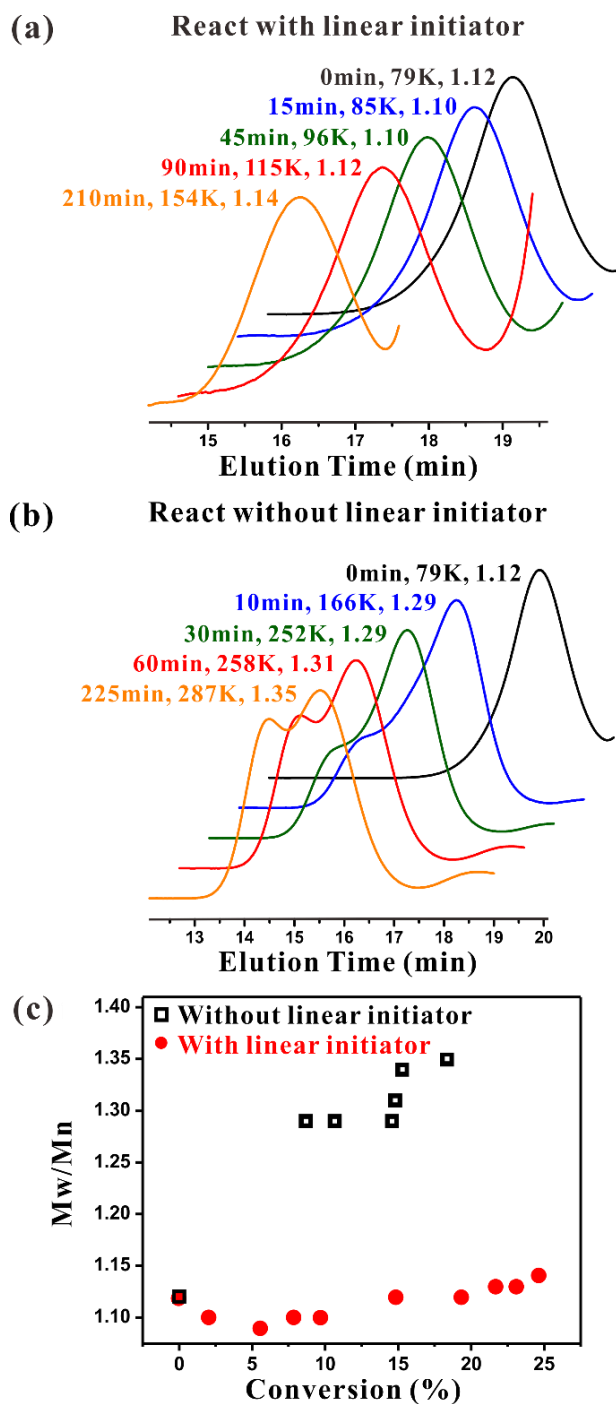 (a) React with linear initiator
0min, 79K, 1.12
15min, 85K, 1.10
45min, 96K, 1.10
90min, 115K, 1.12
210min, 154K, 1.14
15 16 17 18 19
Elution Time (min)
(b) React without linear initiator
0min, 79K, 1.12
10min, 166K, 1.29
30min, 252K, 1.29
60min, 258K, 1.31
225min, 287K, 1.35
13 14 15 16 17 18 19 20
Elution Time (min)
(c)
Without linear initiator
With linear initiator
1.40
1.35
1.30
1.25
1.20
1.15
1.10
Mw/Mn
0 5 10 15 20 25
Conversion (%)